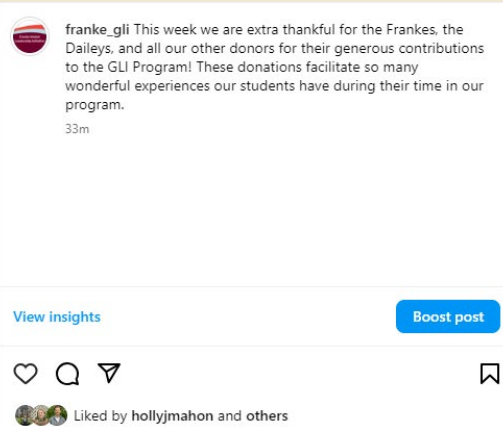 franke_gli This week we are extra thankful for the Frankes, the
Daileys, and all our other donors for their generous contributions
to the GLI Program! These donations facilitate so many
wonderful experiences our students have during their time in our
program.
33m
View insights
Boost post
Liked by hollyjmahon and others